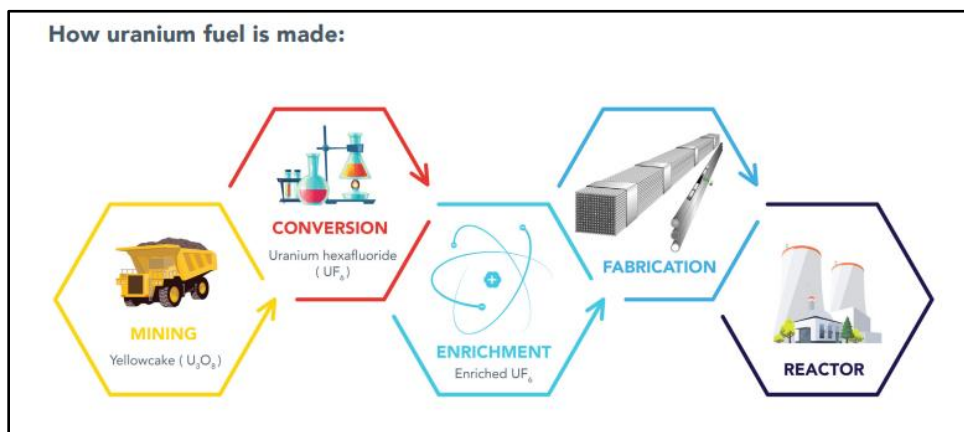 How uranium fuel is made:
MINING
Yellowcake ( U₃O₈ )
CONVERSION
Uranium hexafluoride
( UF₆ )
ENRICHMENT
Enriched UF₆
FABRICATION
REACTOR